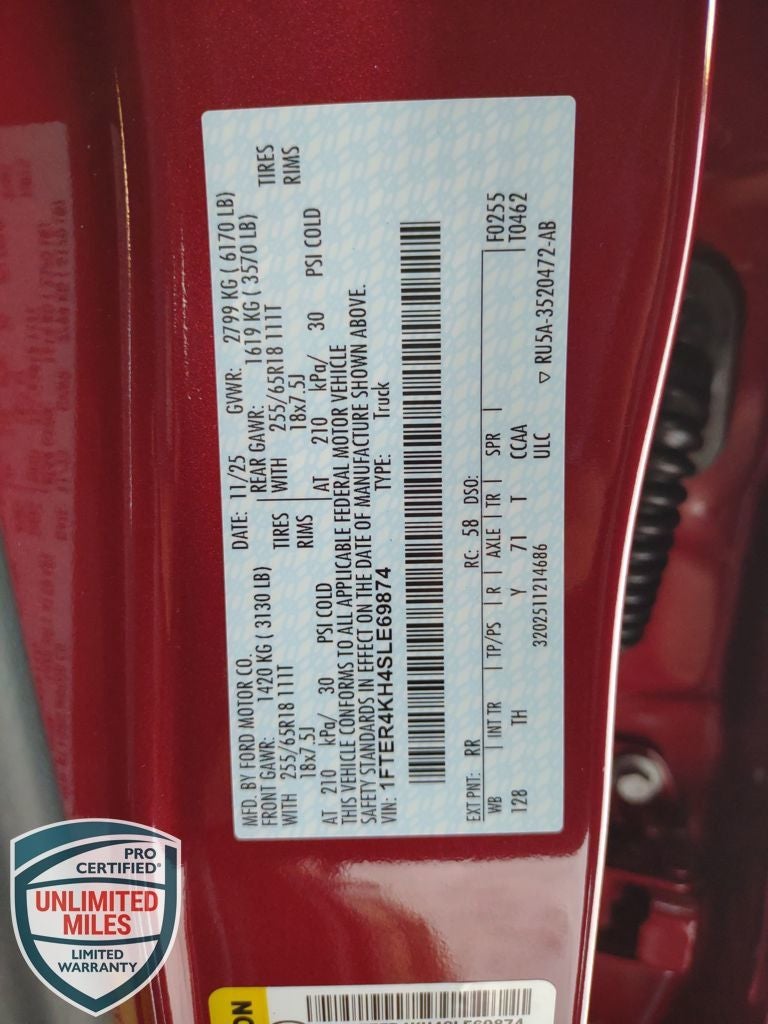 MFD. BY FORD MOTOR CO.
DATE: 11/25 GVWR: 2799 KG ( 6170 LB)
FRONT GAWR: REAR GAWR:
1420 KG ( 3130 LB) 1619 KG ( 3570 LB)
WITH 255/65R18 111T TIRES WITH 255/65R18 111T TIRES
18x7.5J RIMS 18x7.5J RIMS
AT 210 kPa/ 30 PSI COLD AT 210 kPa/ 30 PSI COLD
THIS VEHICLE CONFORMS TO ALL APPLICABLE FEDERAL MOTOR VEHICLE
SAFETY STANDARDS IN EFFECT ON THE DATE OF MANUFACTURE SHOWN ABOVE.
VIN: 1FTER4KH4SLE69874 TYPE: Truck
EXT PNT: RR RC: 58 DSO: F0255
WB INT TR TP/PS R AXLE TR SPR T0462
128 TH Y 71 T CCAA
3202511214686 ULC ▽ RU5A-3520472-AB
PRO
CERTIFIED®
UNLIMITED
MILES
LIMITED
WARRANTY